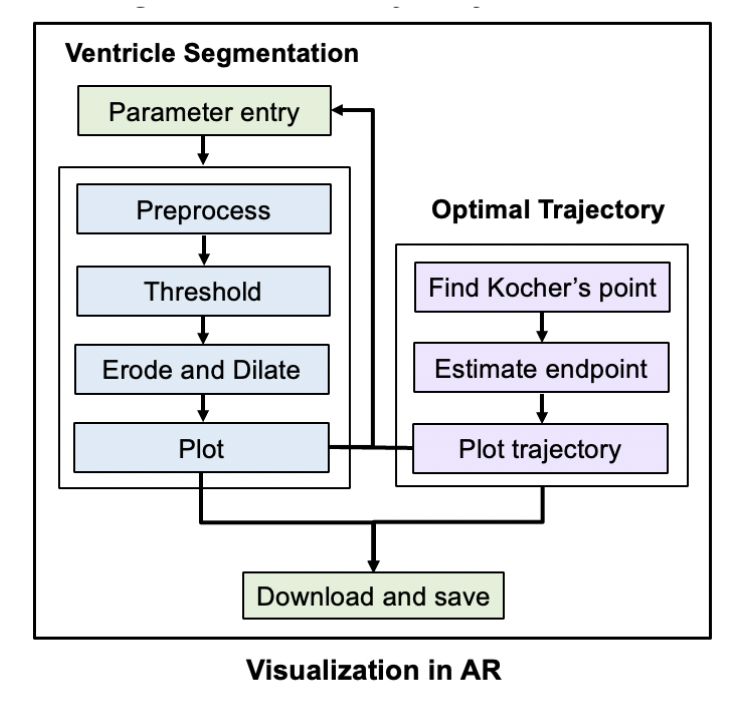 Ventricle Segmentation
Parameter entry
Preprocess
Threshold
Erode and Dilate
Plot
Optimal Trajectory
Find Kocher's point
Estimate endpoint
Plot trajectory
Download and save
Visualization in AR